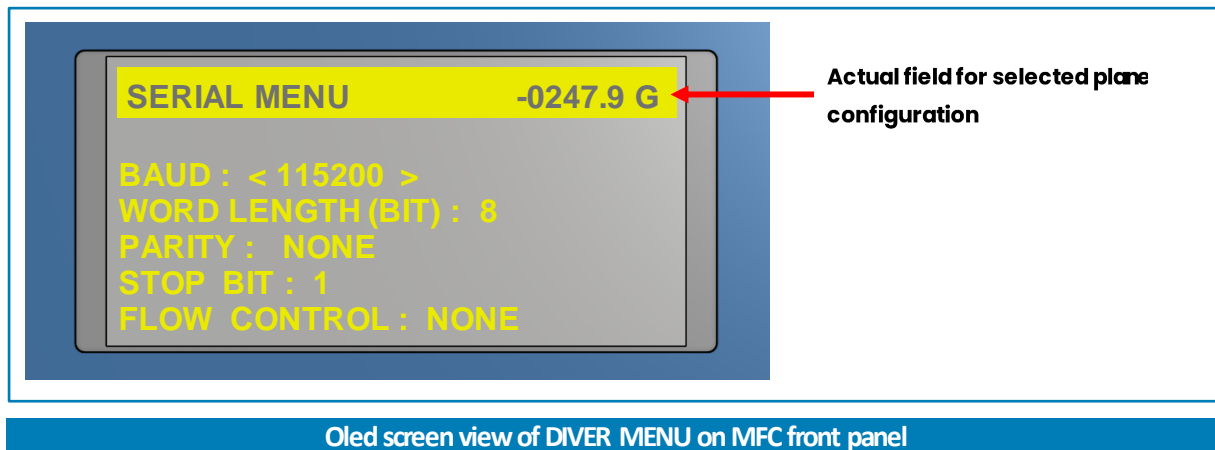 SERIAL MENU -0247.9 G
BAUD : < 115200 >
WORD LENGTH (BIT) : 8
PARITY : NONE
STOP BIT : 1
FLOW CONTROL : NONE
Actual field for selected plane
configuration
Oled screen view of DIVER MENU on MFC front panel